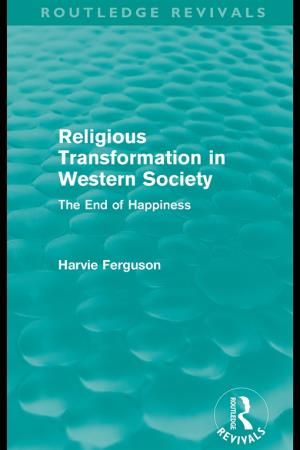 ROUTLEDGE REVIVALS
Religious
Transformation in
Western Society
The End of Happiness
Harvie Ferguson
ROUTLEDGE
REVIVALS